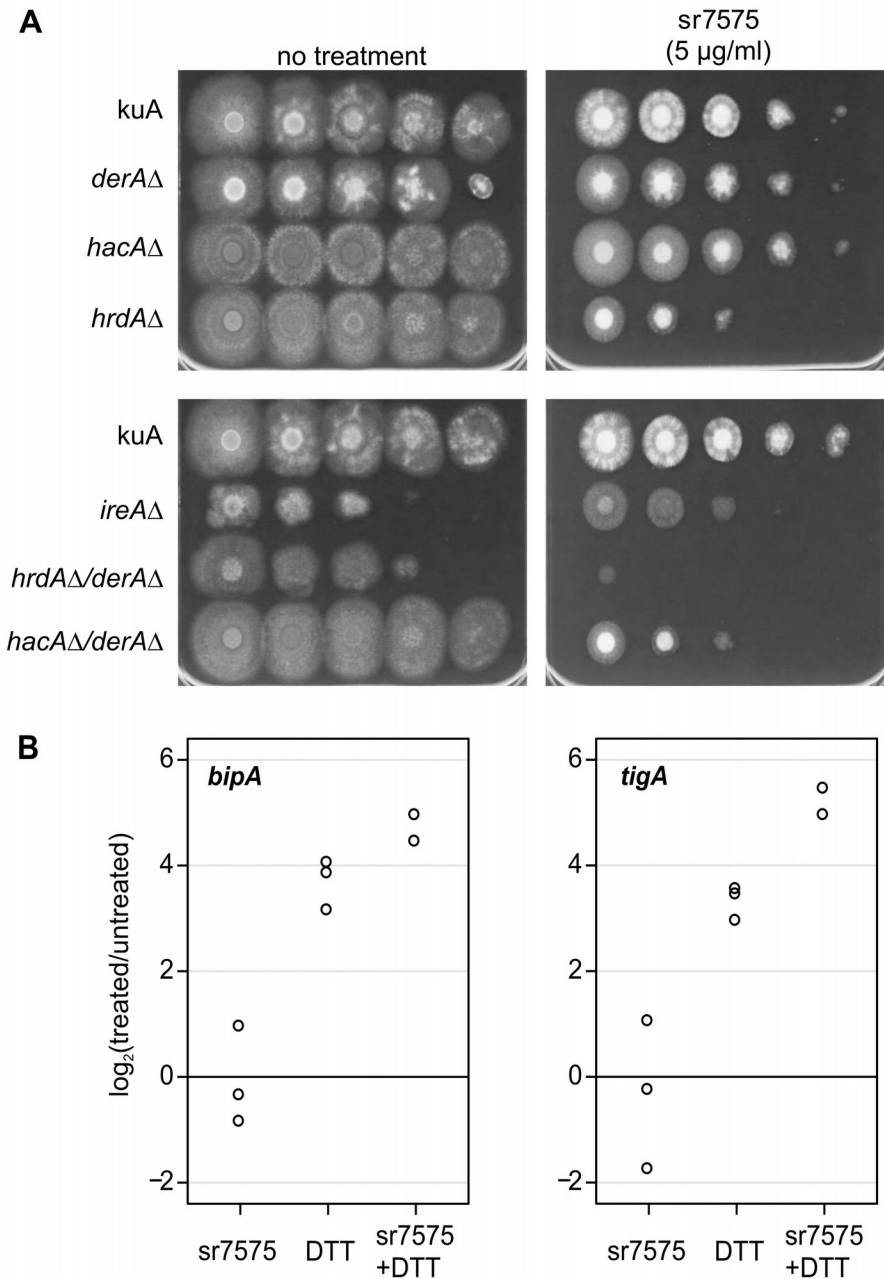 A
no treatment
sr7575
(5 µg/ml)
kuA
derAΔ
hacAΔ
hrdAΔ
kuA
ireAΔ
hrdAΔ/derAΔ
hacAΔ/derAΔ
B
log₂(treated/untreated)
6
4
2
0
−2
bipA
sr7575
DTT
sr7575
+DTT
6
4
2
0
−2
tigA
sr7575
DTT
sr7575
+DTT